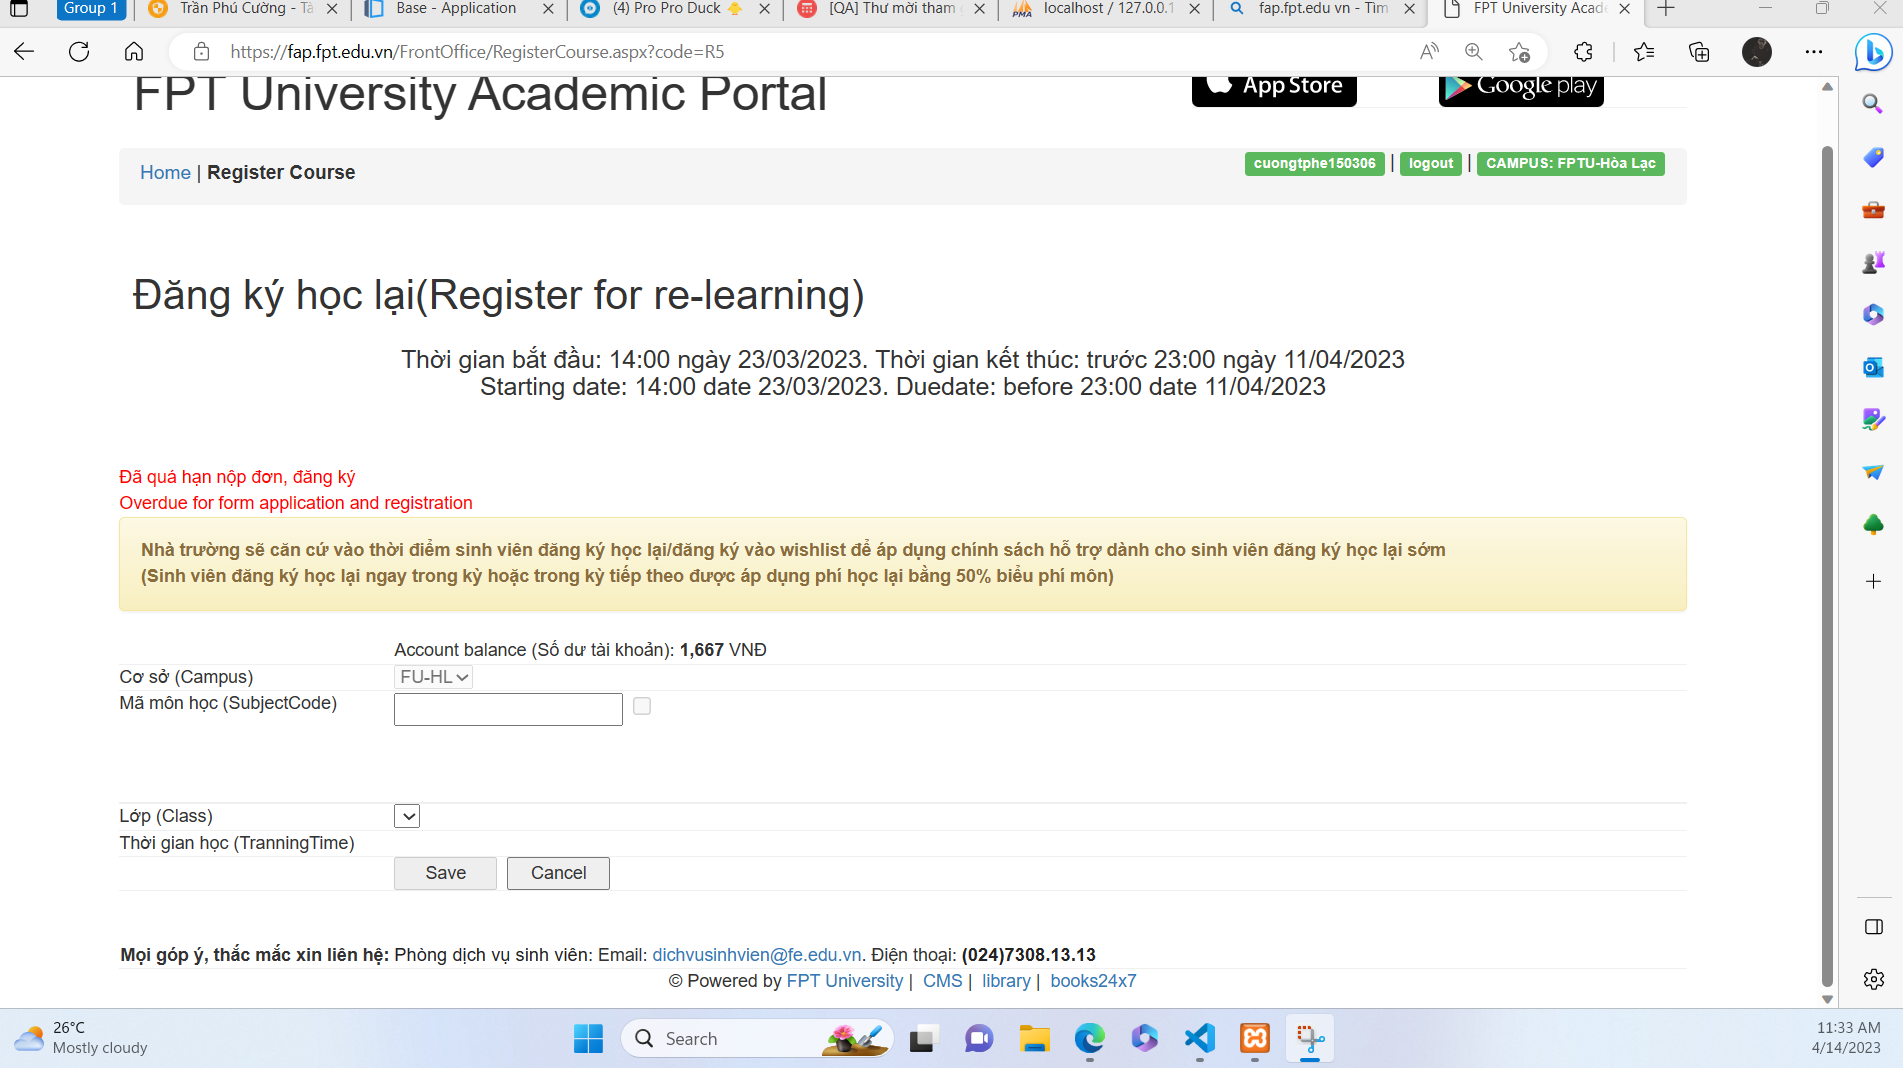 Group 1
Trần Phú Cường - Tà
Base - Application
(4) Pro Pro Duck
[QA] Thư mời tham
PMA
localhost / 127.0.0.1
fap.fpt.edu vn - Tìm
FPT University Acade
https://fap.fpt.edu.vn/FrontOffice/RegisterCourse.aspx?code=R5
FPT University Academic Portal
App Store
Google play
Home | Register Course
cuongtphe150306 | logout | CAMPUS: FPTU-Hòa Lạc
Đăng ký học lại(Register for re-learning)
Thời gian bắt đầu: 14:00 ngày 23/03/2023. Thời gian kết thúc: trước 23:00 ngày 11/04/2023
Starting date: 14:00 date 23/03/2023. Duedate: before 23:00 date 11/04/2023
Đã quá hạn nộp đơn, đăng ký
Overdue for form application and registration
Nhà trường sẽ căn cứ vào thời điểm sinh viên đăng ký học lại/đăng ký vào wishlist để áp dụng chính sách hỗ trợ dành cho sinh viên đăng ký học lại sớm
(Sinh viên đăng ký học lại ngay trong kỳ hoặc trong kỳ tiếp theo được áp dụng phí học lại bằng 50% biểu phí môn)
Account balance (Số dư tài khoản): 1,667 VNĐ
Cơ sở (Campus)
FU-HL
Mã môn học (SubjectCode)
Lớp (Class)
Thời gian học (TranningTime)
Save
Cancel
Mọi góp ý, thắc mắc xin liên hệ: Phòng dịch vụ sinh viên: Email: dichvusinhvien@fe.edu.vn. Điện thoại: (024)7308.13.13
© Powered by FPT University | CMS | library | books24x7
26°C
Mostly cloudy
Search
11:33 AM
4/14/2023